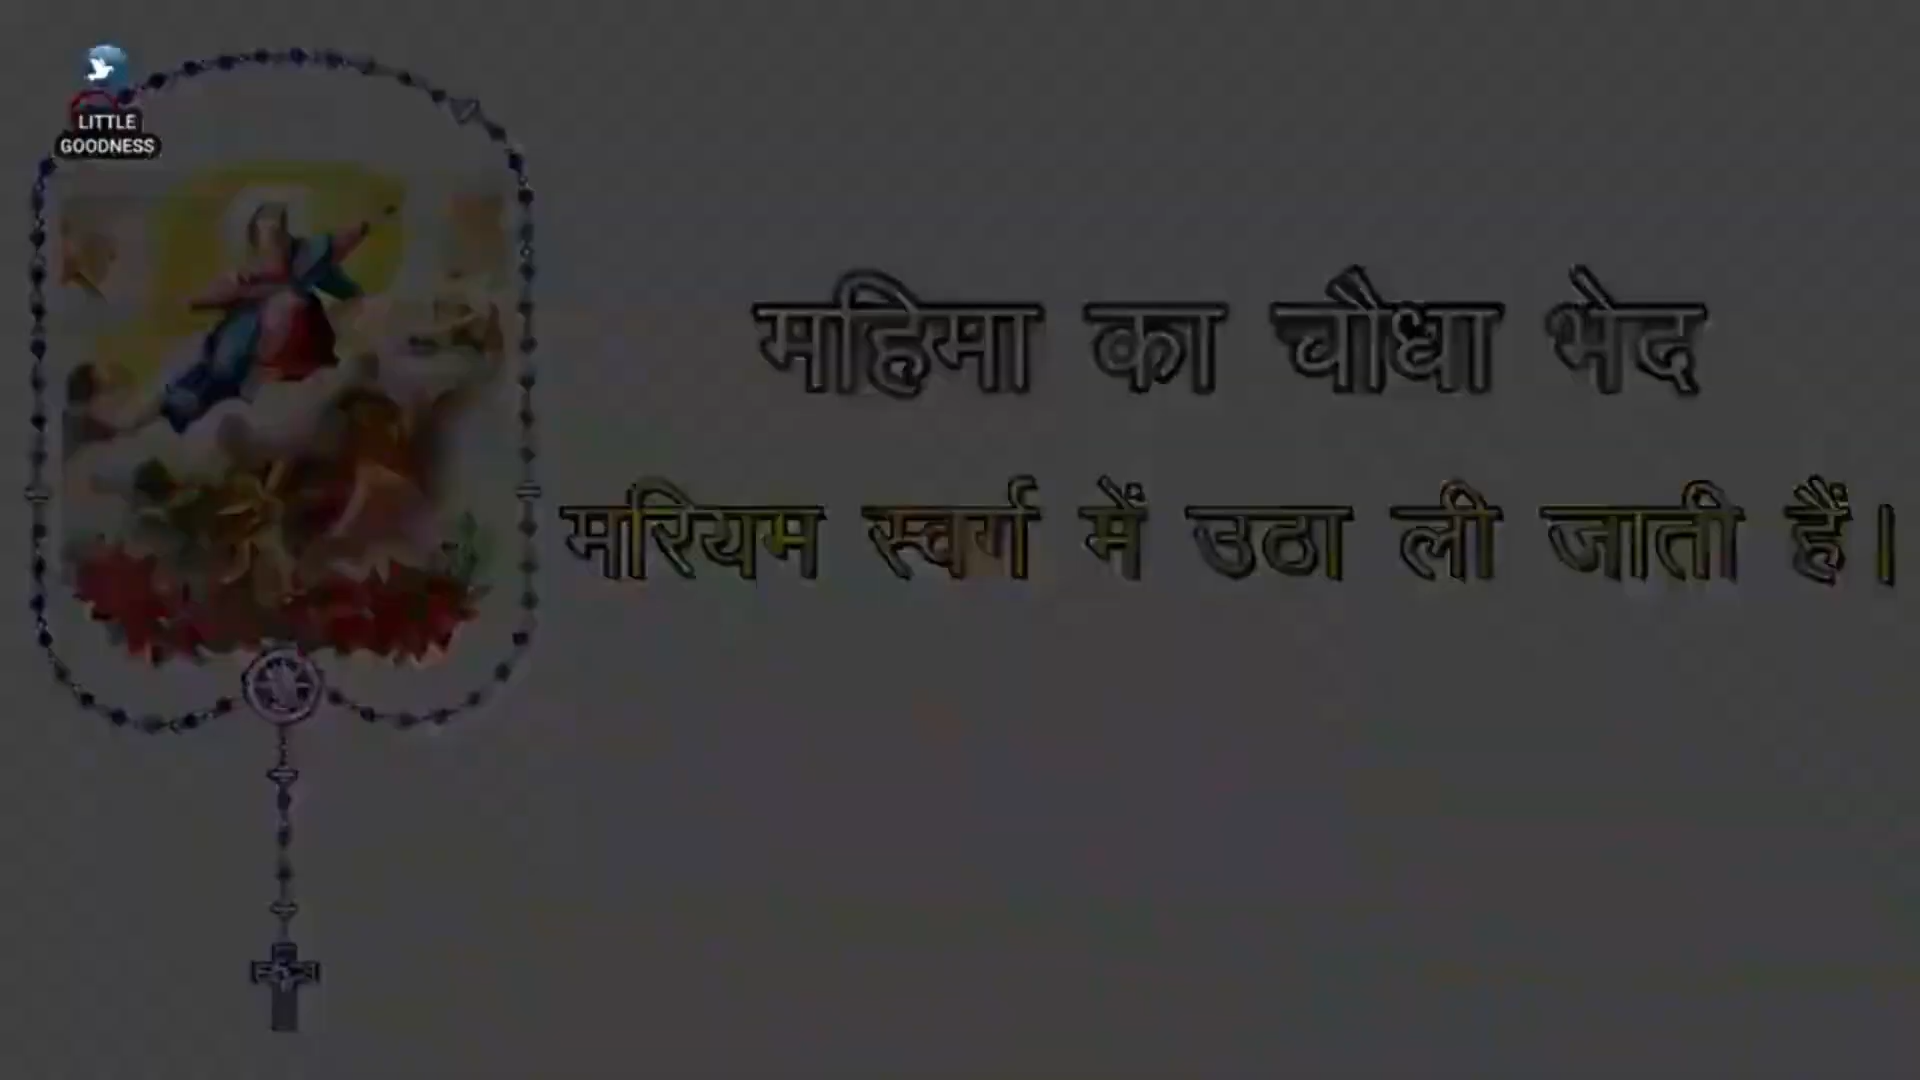 LITTLE
GOODNESS
महिमा का चौथा भेद
मरियम स्वर्ग में उठा ली जाती हैं।